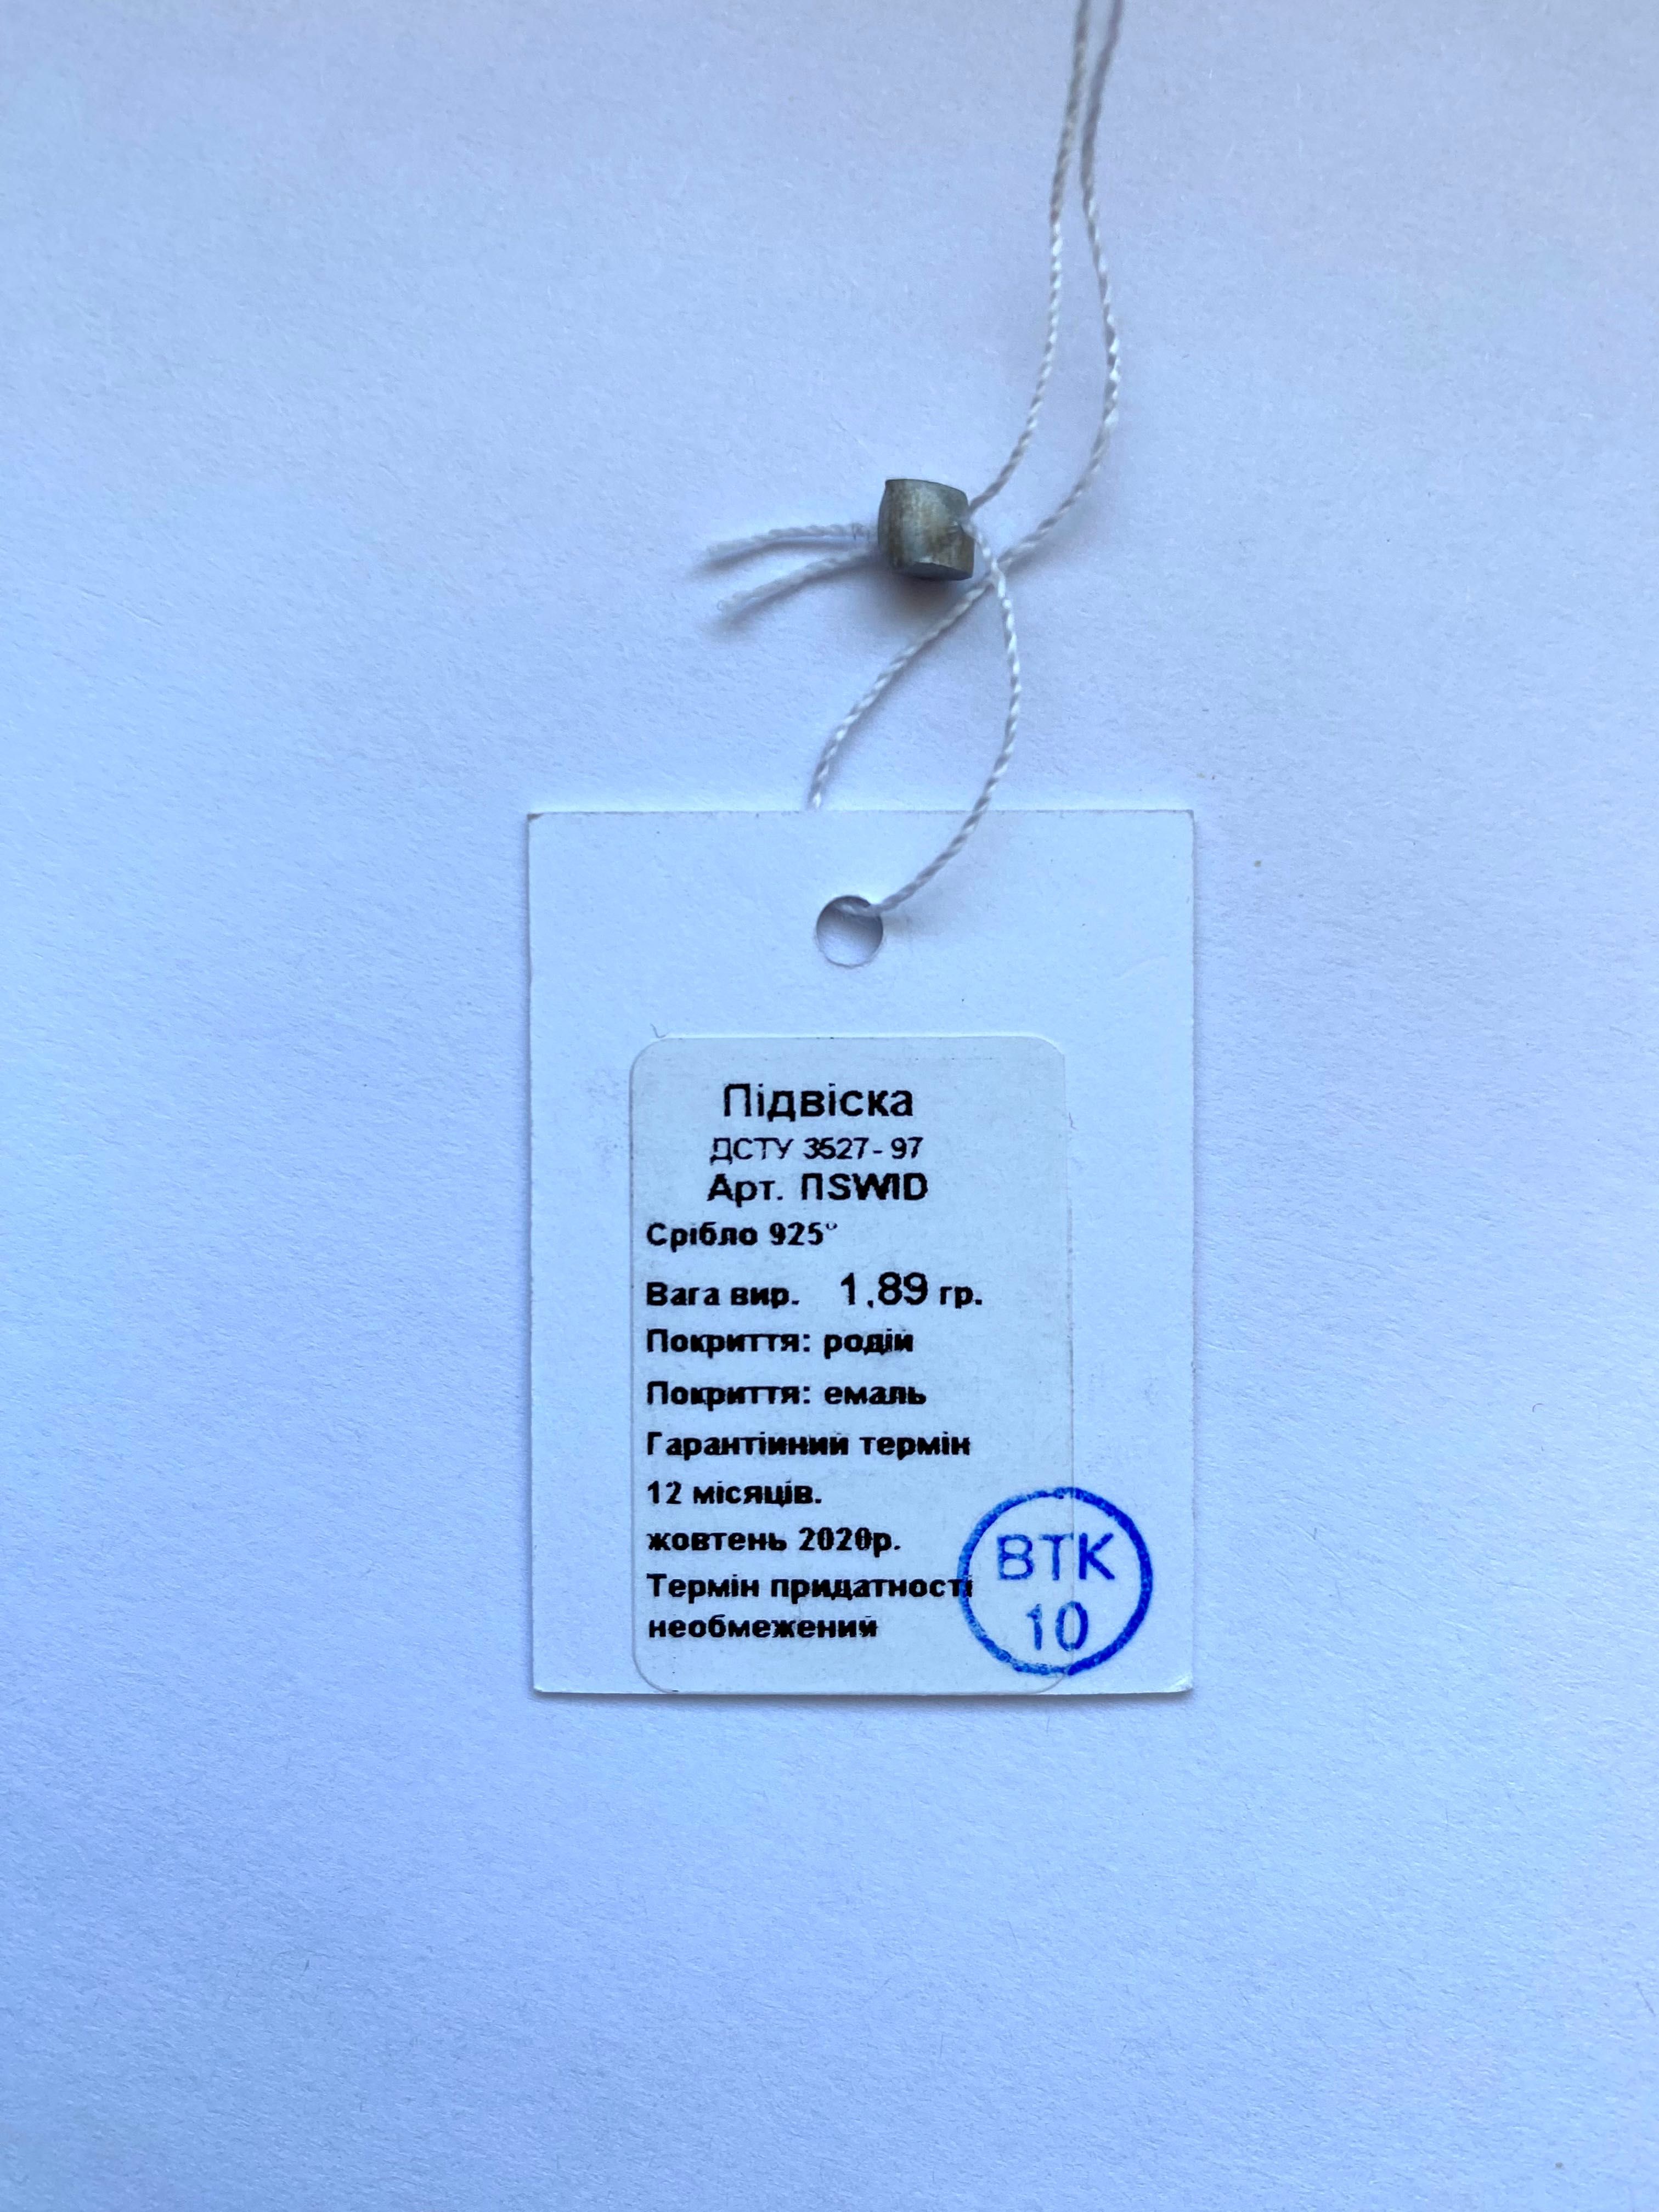 Підвіска
ДСТУ 3527-97
Арт. ПSWID
Срібло 925°
Вага вир. 1,89 гр.
Покриття: родій
Покриття: емаль
Гарантійний термін
12 місяців.
жовтень 2020р.
Термін придатності
необмежений
ВТК
10